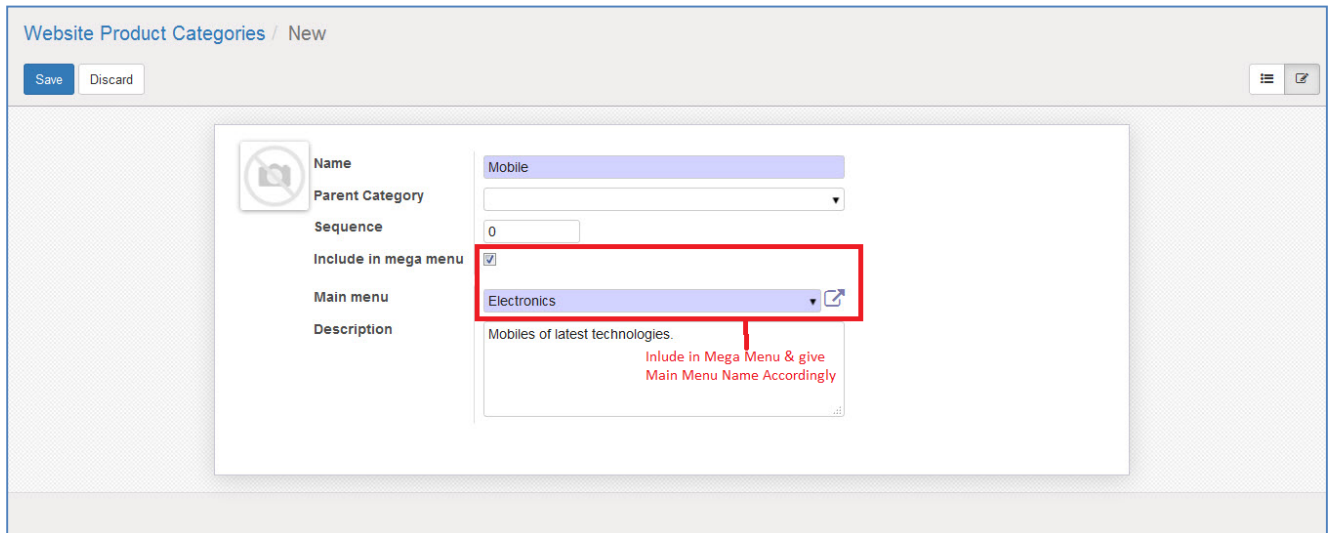 Website Product Categories / New
Save Discard
Name Mobile
Parent Category
Sequence 0
Include in mega menu
Main menu Electronics
Description Mobiles of latest technologies.
Inlude in Mega Menu & give
Main Menu Name Accordingly